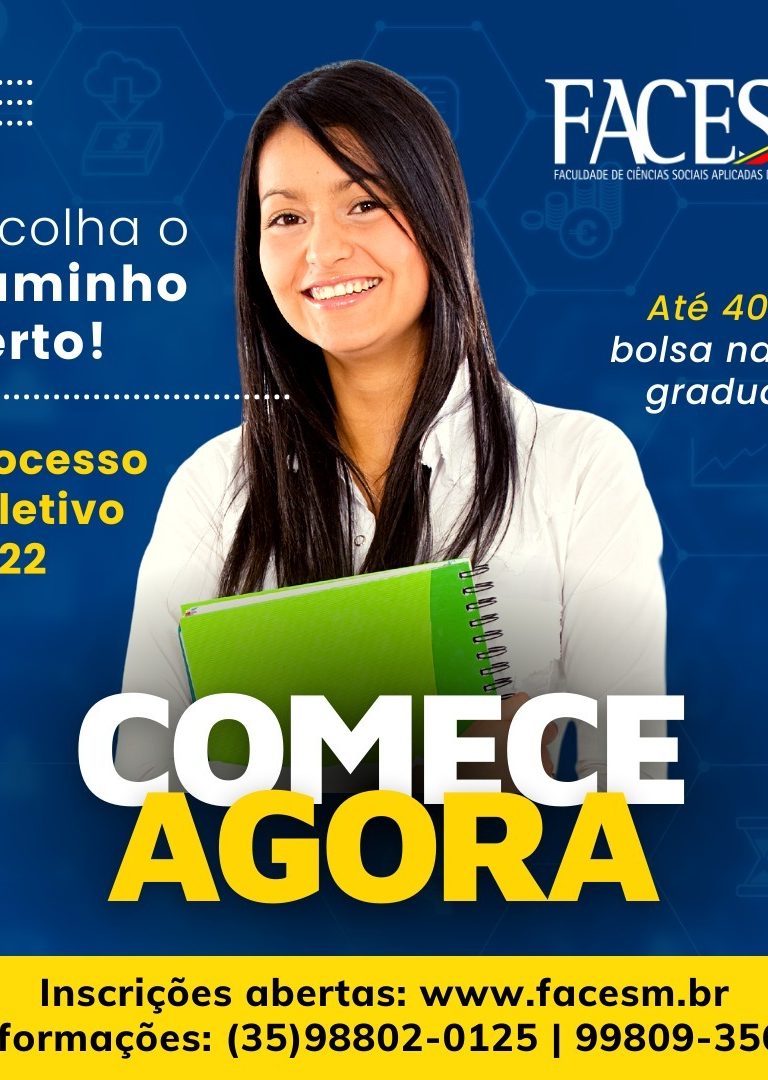 FACES
FACULDADE DE CIÊNCIAS SOCIAIS APLICADAS
colha o
aminho
erto!
Até 40
bolsa na
gradua
ocesso
letivo
22
COMECE
AGORA
Inscrições abertas: www.facesm.br
formações: (35)98802-0125 | 99809-356